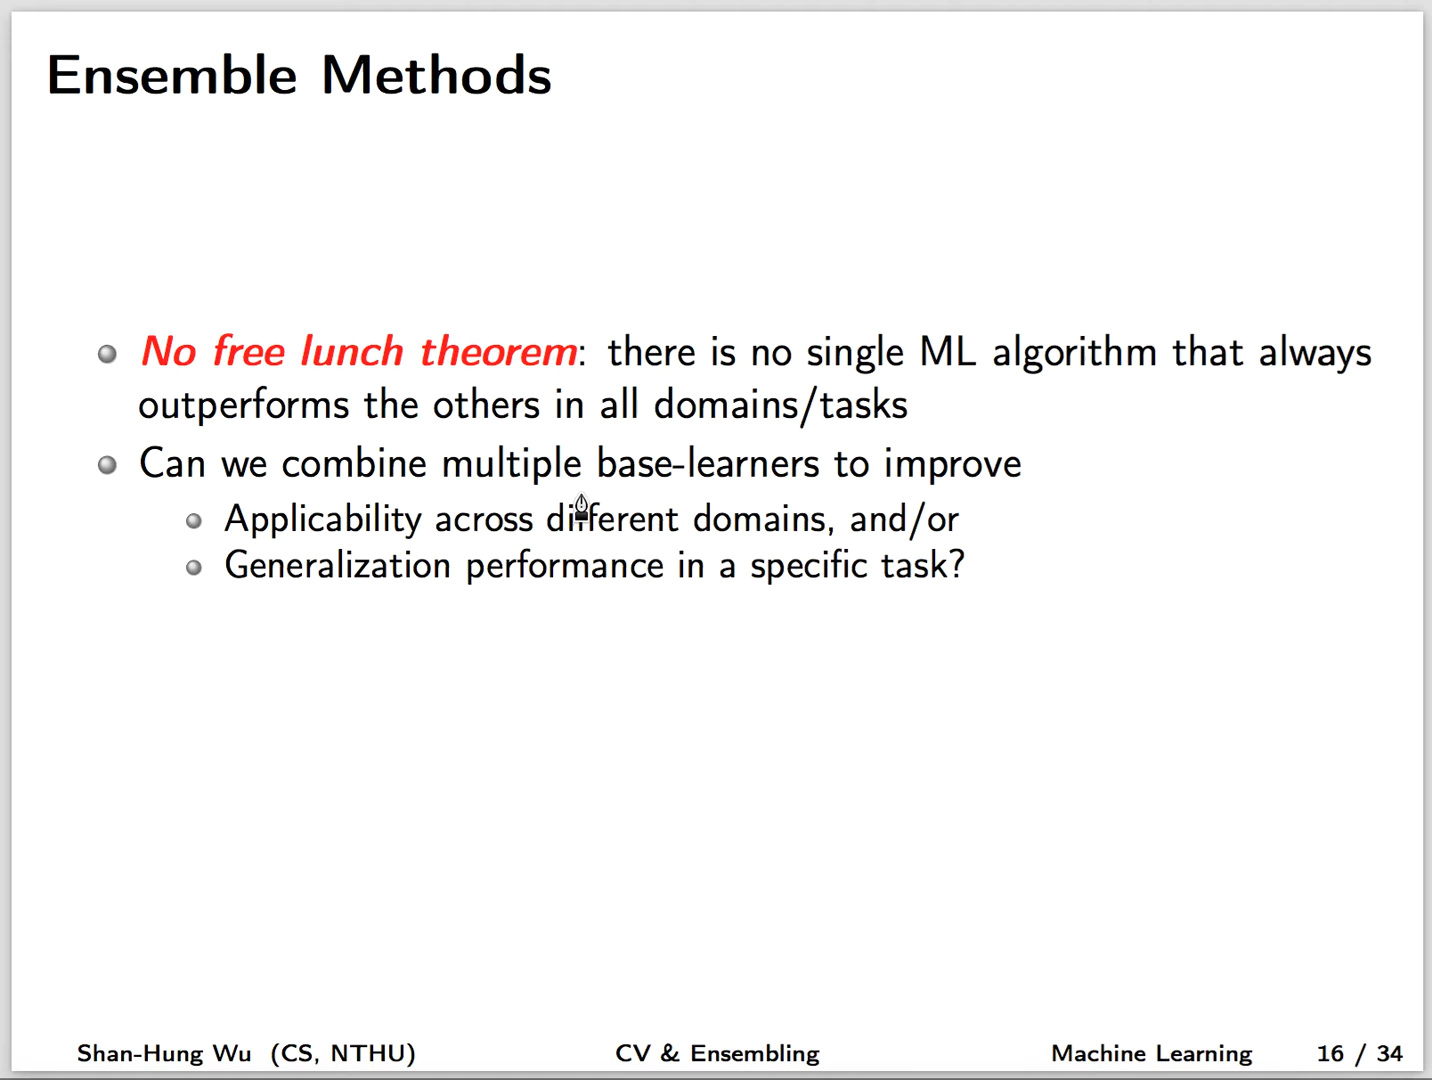 Ensemble Methods
No free lunch theorem: there is no single ML algorithm that always
outperforms the others in all domains/tasks
Can we combine multiple base-learners to improve
Applicability across different domains, and/or
Generalization performance in a specific task?
Shan-Hung Wu (CS, NTHU) CV & Ensembling Machine Learning 16 / 34